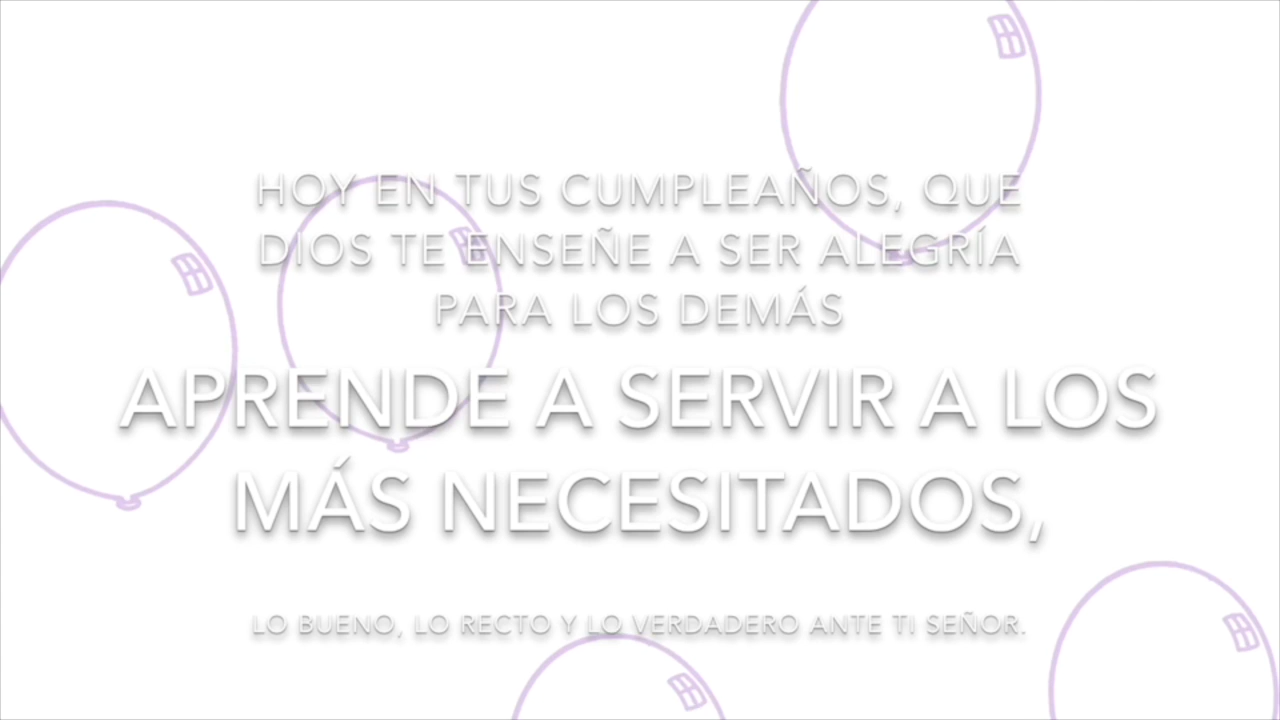 HOY EN TUS CUMPLEAÑOS, QUE
DIOS TE ENSEÑE A SER ALEGRÍA
PARA LOS DEMÁS
APRENDE A SERVIR A LOS
MÁS NECESITADOS,
LO BUENO, LO RECTO Y LO VERDADERO ANTE TI SEÑOR.